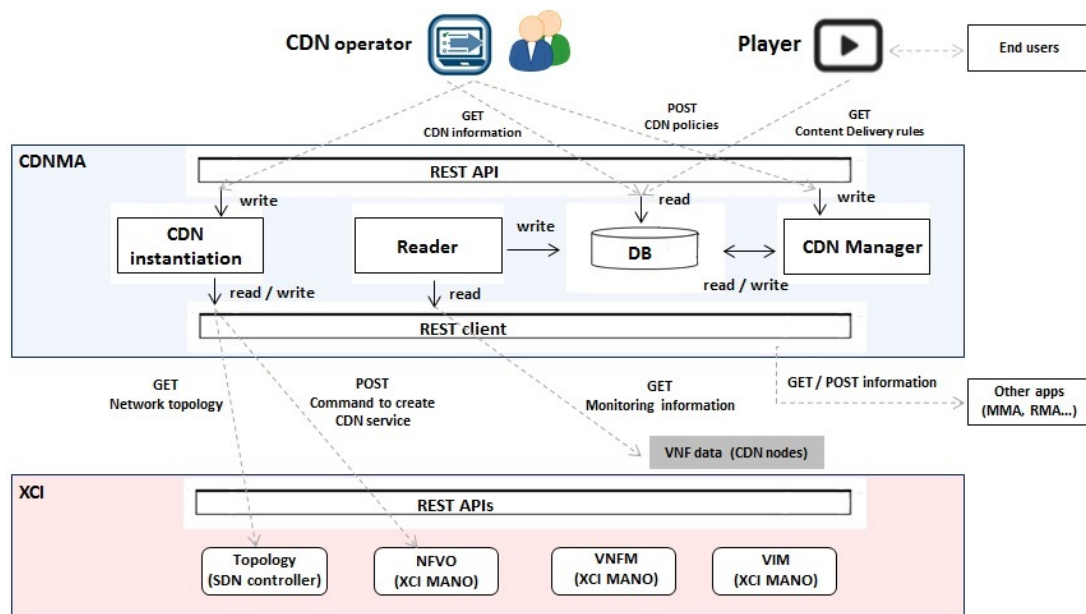 CDN operator
Player
End users
GET
CDN information
POST
CDN policies
GET
Content Delivery rules
CDNMA
REST API
write
read
write
CDN
instantiation
Reader
write
DB
CDN Manager
read / write
read / write
read
REST client
GET
Network topology
POST
Command to create
CDN service
GET
Monitoring information
GET / POST information
Other apps
(MMA, RMA...)
VNF data (CDN nodes)
XCI
REST APIs
Topology
(SDN controller)
NFVO
(XCI MANO)
VNFM
(XCI MANO)
VIM
(XCI MANO)